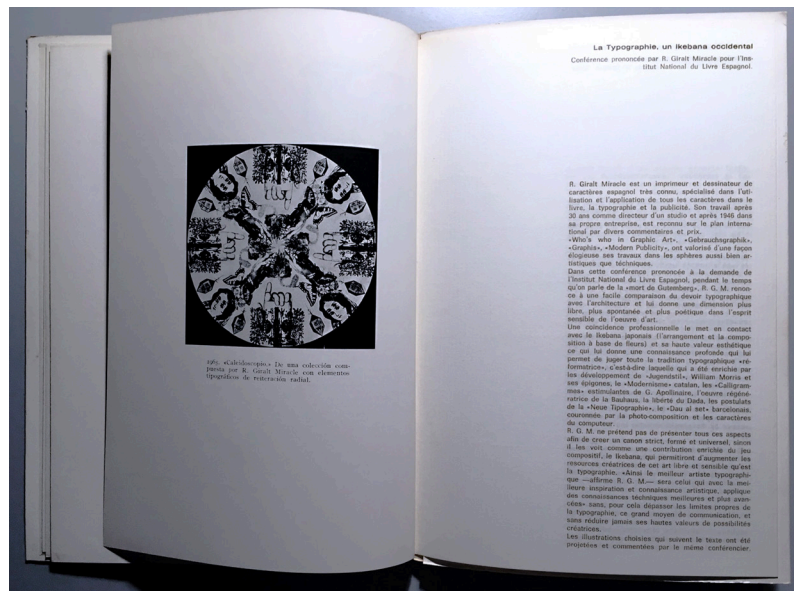 1965. «Caleidoscopio.» De una colección com-
puesta por R. Giralt Miracle con elementos
tipográficos de reiteración radial.
La Typographie, un Ikebana occidental
Conférence prononcée par R. Giralt Miracle pour l'Ins-
titut National du Livre Espagnol.
R. Giralt Miracle est un imprimeur et dessinateur de
caractères espagnol très connu, spécialisé dans l'uti-
lisation et l'application de tous les caractères dans le
livre, la typographie et la publicité. Son travail après
30 ans comme directeur d'un studio et après 1946 dans
sa propre entreprise, est reconnu sur le plan interna-
tional par divers commentaires et prix.
«Who's who in Graphic Art», «Gebrauchsgraphik»,
«Graphis», «Modern Publicity», ont valorisé d'une façon
élogieuse ses travaux dans les sphères aussi bien ar-
tistiques que téchniques.
Dans cette conférence prononcée à la demande de
l'Institut National du Livre Espagnol, pendant le temps
qu'on parle de la «mort de Gutemberg», R. G. M. renon-
ce à une facile comparaison du devoir typographique
avec l'architecture et lui donne une dimension plus
libre, plus spontanée et plus poétique dans l'esprit
sensible de l'oeuvre d'art.
Une coïncidence professionnelle le met en contact
avec le Ikebana japonais (l'arrangement et la compo-
sition à base de fleurs) et sa haute valeur esthétique
ce qui lui donne une connaissance profonde qui lui
permet de juger toute la tradition typographique «ré-
formatrice», c'est-à-dire laquelle qui a été enrichie par
les développement de «Jugendstil», William Morris et
ses épigones, le «Modernisme» catalan, les «Calligram-
mes» estimulantes de G. Apollinaire, l'oeuvre régéné-
ratrice de la Bauhaus, la liberté du Dada, les postulats
de la «Neue Tipographie», le «Dau al set» barcelonais,
couronnée par la photo-composition et les caractères
du computeur.
R. G. M. ne prétend pas de présenter tous ces aspects
afin de creer un canon strict, fermé et universel, sinon
il les voit comme une contribution enrichie du jeu
compositif, le Ikebana, qui permitiront d'augmenter les
resources créatrices de cet art libre et sensible qu'est
la typographie. «Ainsi le meilleur artiste typographi-
que —affirme R. G. M.— sera celui qui avec la mei-
lleure inspiration et connaissance artistique, applique
des connaissances téchniques meilleures et plus avan-
cées» sans, pour cela dépasser les limites propres de
la typographie, ce grand moyen de communication, et
sans réduire jamais ses hautes valeurs de possibilités
créatrices.
Les illustrations choisies qui suivent le texte ont été
projetées et commentées par le même conférencier.